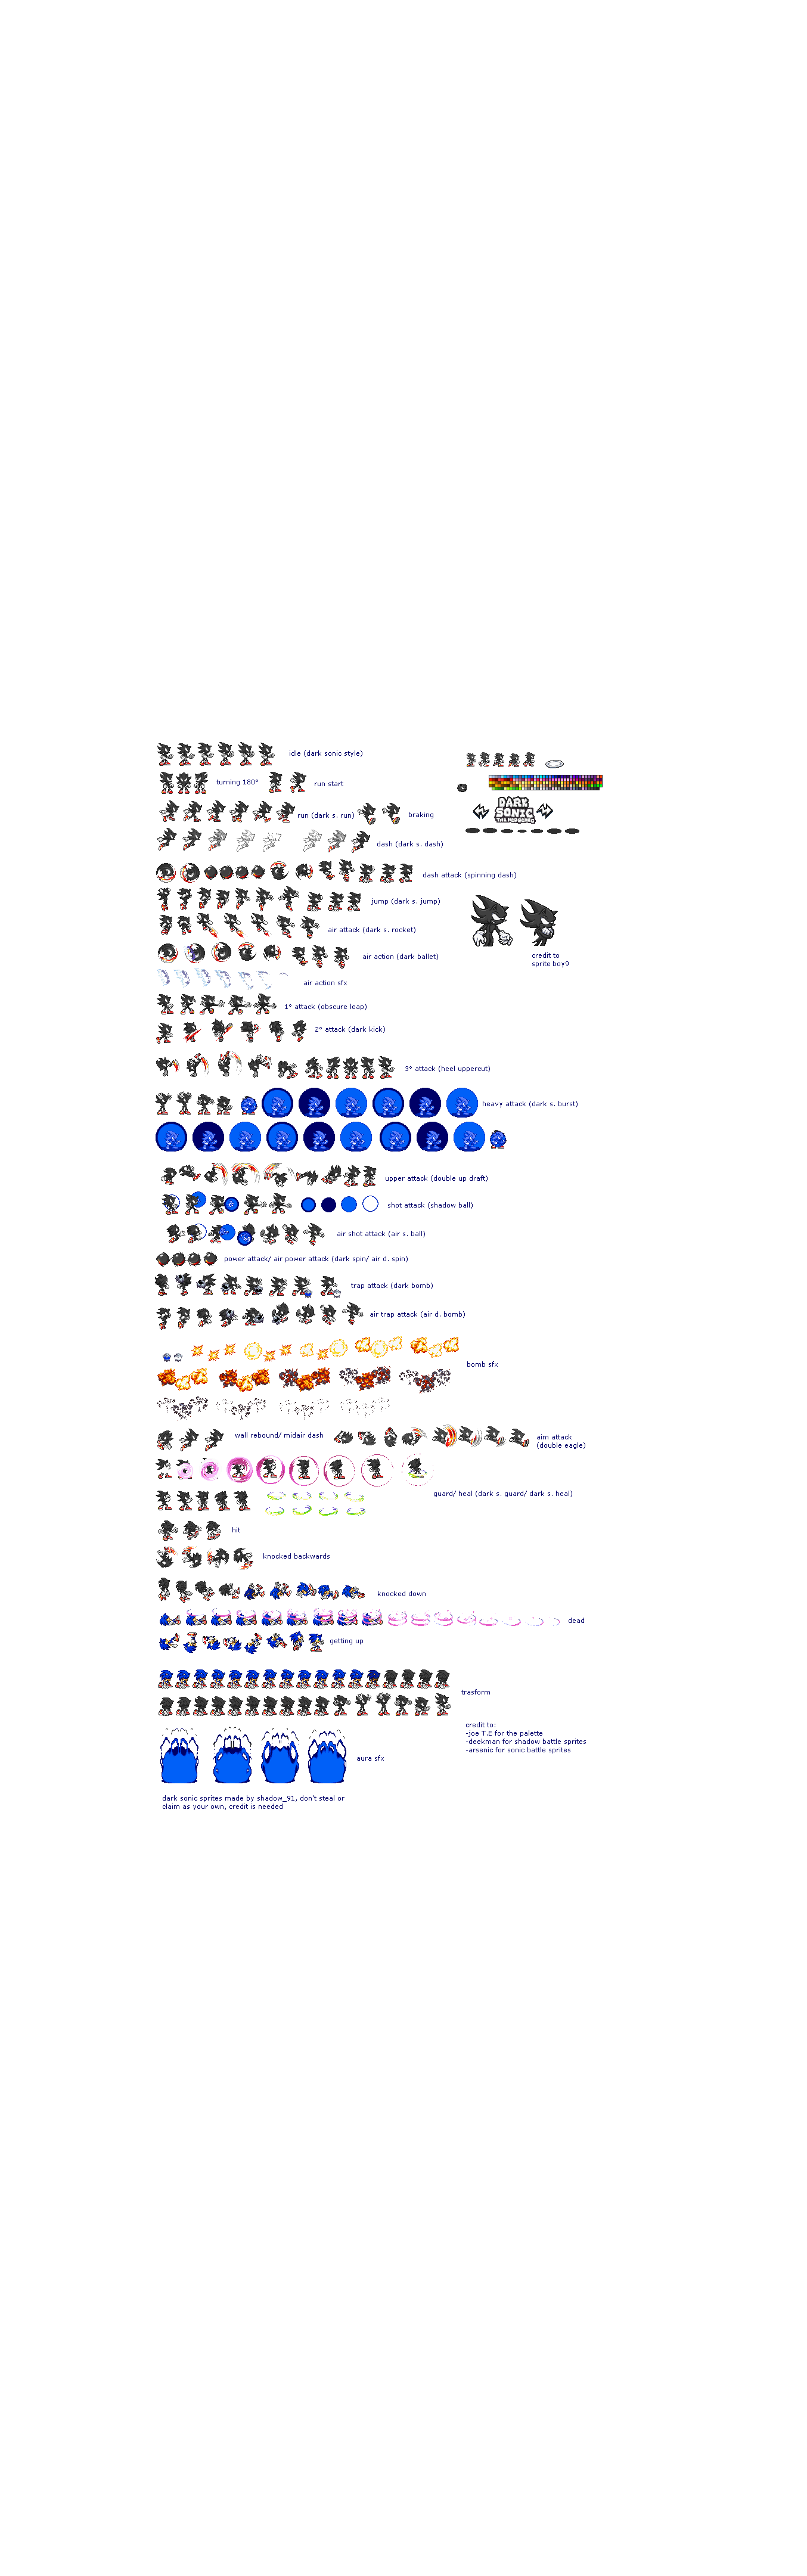 idle (dark sonic style)
turning 180°
run start
run (dark s. run)
braking
DARK
SONIC
dash (dark s. dash)
dash attack (spinning dash)
jump (dark s. jump)
air attack (dark s. rocket)
air action (dark ballet)
credit to
sprite boy9
air action sfx
1° attack (obscure leap)
2° attack (dark kick)
3° attack (heel uppercut)
heavy attack (dark s. burst)
upper attack (double up draft)
shot attack (shadow ball)
air shot attack (air s. ball)
power attack/ air power attack (dark spin/ air d. spin)
trap attack (dark bomb)
air trap attack (air d. bomb)
bomb sfx
wall rebound/ midair dash
aim attack
(double eagle)
guard/ heal (dark s. guard/ dark s. heal)
hit
knocked backwards
knocked down
dead
getting up
trasform
credit to:
-joe T.E for the palette
-deekman for shadow battle sprites
-arsenic for sonic battle sprites
aura sfx
dark sonic sprites made by shadow_91, don't steal or
claim as your own, credit is needed